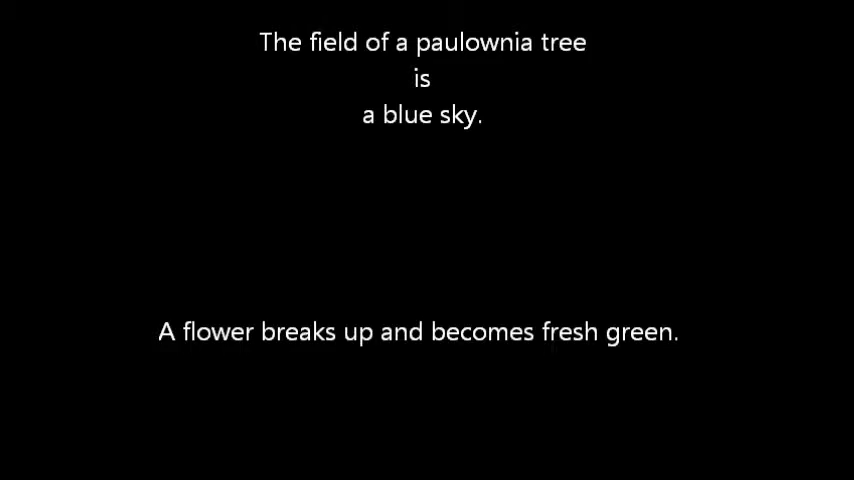 The field of a paulownia tree
is
a blue sky.
A flower breaks up and becomes fresh green.